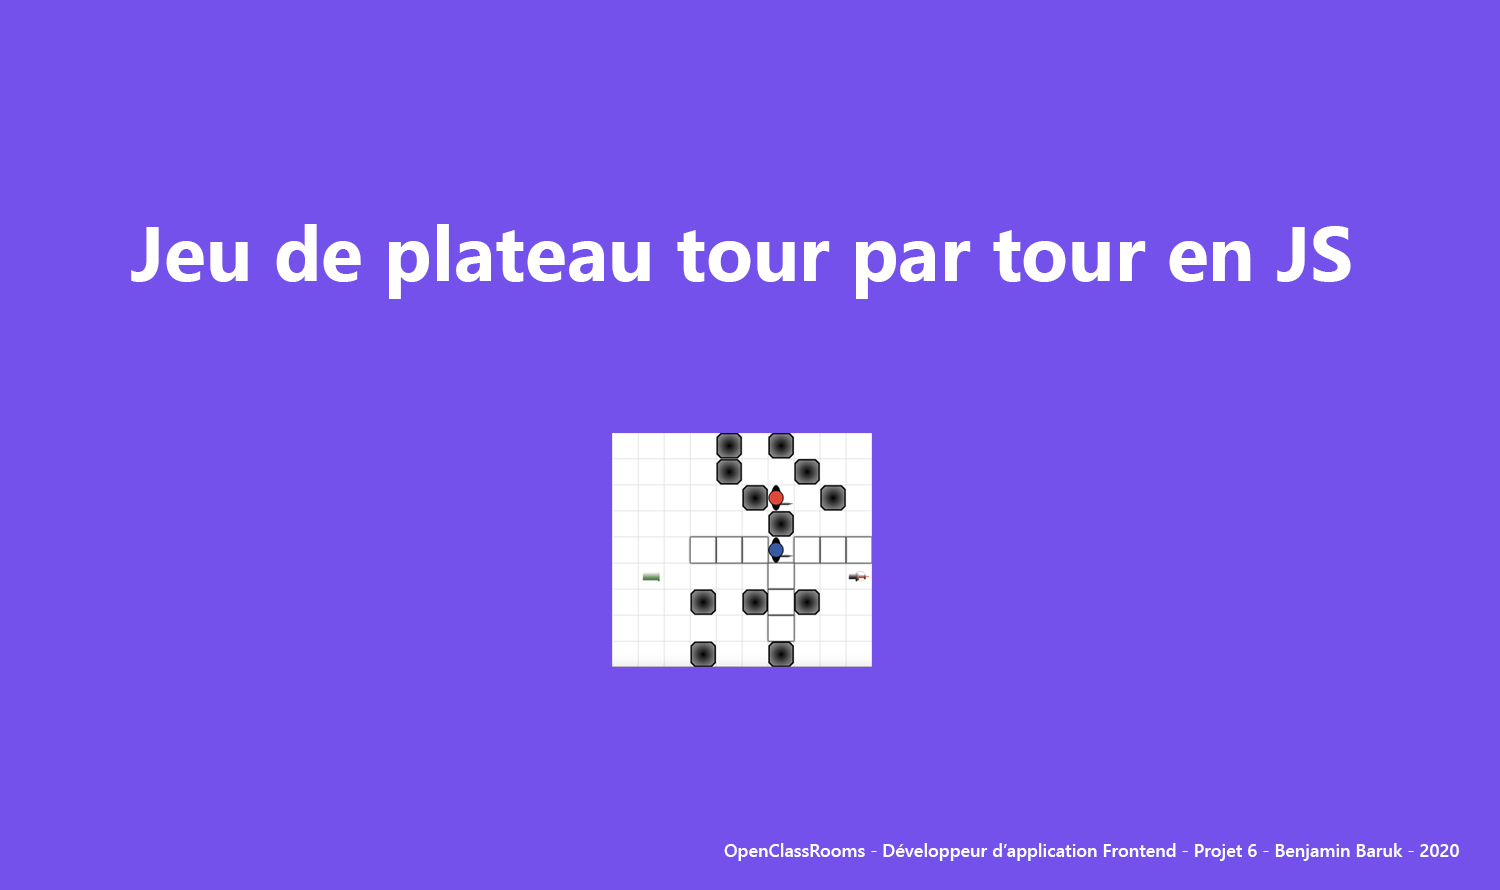 Jeu de plateau tour par tour en JS
OpenClassRooms - Développeur d’application Frontend - Projet 6 - Benjamin Baruk - 2020